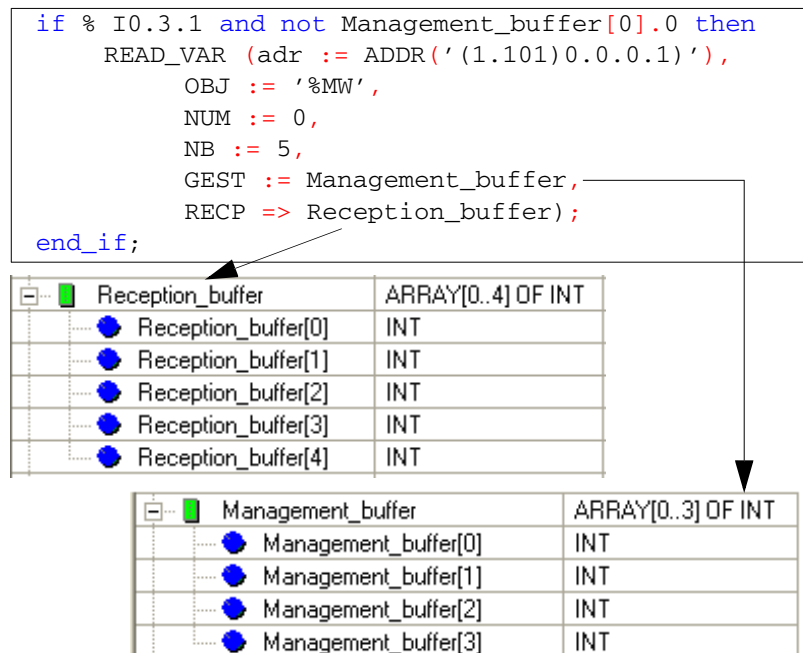 if % I0.3.1 and not Management_buffer[0].0 then
READ_VAR (adr := ADDR('(1.101)0.0.0.1)'),
OBJ := '%MW',
NUM := 0,
NB := 5,
GEST := Management_buffer,
RECP => Reception_buffer);
end_if;
Reception_buffer ARRAY[0..4] OF INT
Reception_buffer[0] INT
Reception_buffer[1] INT
Reception_buffer[2] INT
Reception_buffer[3] INT
Reception_buffer[4] INT
Management_buffer ARRAY[0..3] OF INT
Management_buffer[0] INT
Management_buffer[1] INT
Management_buffer[2] INT
Management_buffer[3] INT